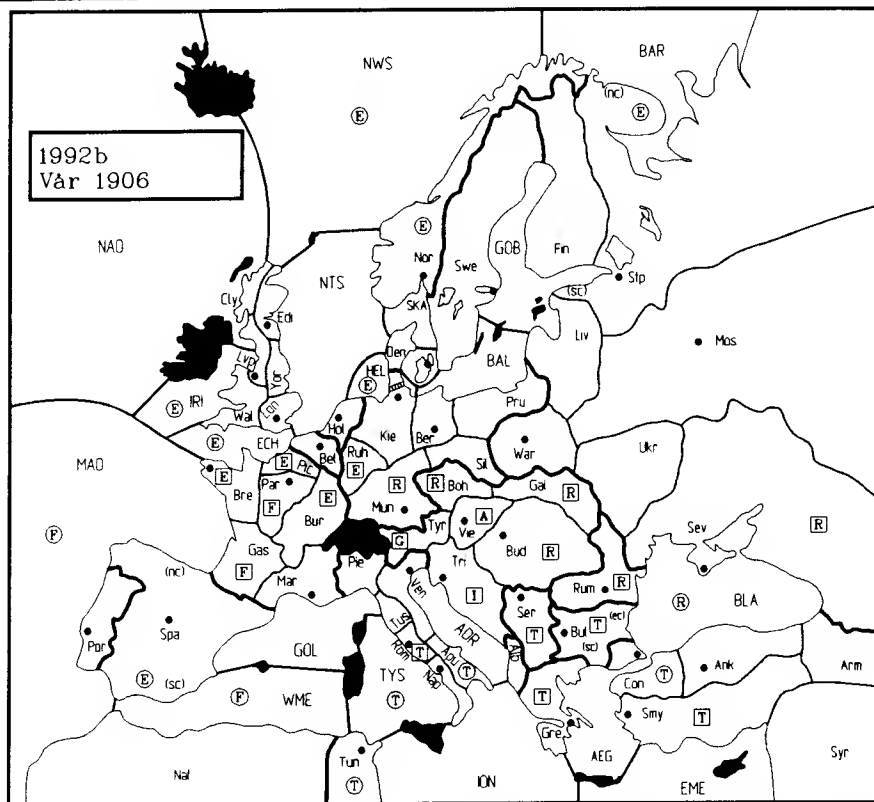 NWS
BAR
(nc)
E
E
1992b
Vår 1906
NAO
E
Nor
Swe
GOB
Fin
Stp
(sc)
NTS
SKA
Cly
Edi
Mos
Den
BAL
Liv
Lvp
Yor
HEL
E
IRI
E
Wal
Lon
Hol
Kie
Ber
Pru
War
Ukr
E
ECH
Bel
Ruh
E
Sil
MAO
E
Pic
E
Bre
Par
F
E
Bur
R
Mun
R
Boh
Gal
R
Sev
R
F
Gas
F
Mar
Pie
G
Tyr
A
Vie
Bud
R
Tri
I
Rum
R
R
BLA
(nc)
Ven
Ser
T
Bul
T
(ec)
(sc)
Por
Spa
GOL
TUS
ADR
Rom
T
Apu
T
Alb
Nap
Con
T
Ank
Arm
E
(sc)
F
WME
TYS
T
T
Gre
Smy
T
AEG
Tun
T
Naf
ION
EME
Syr